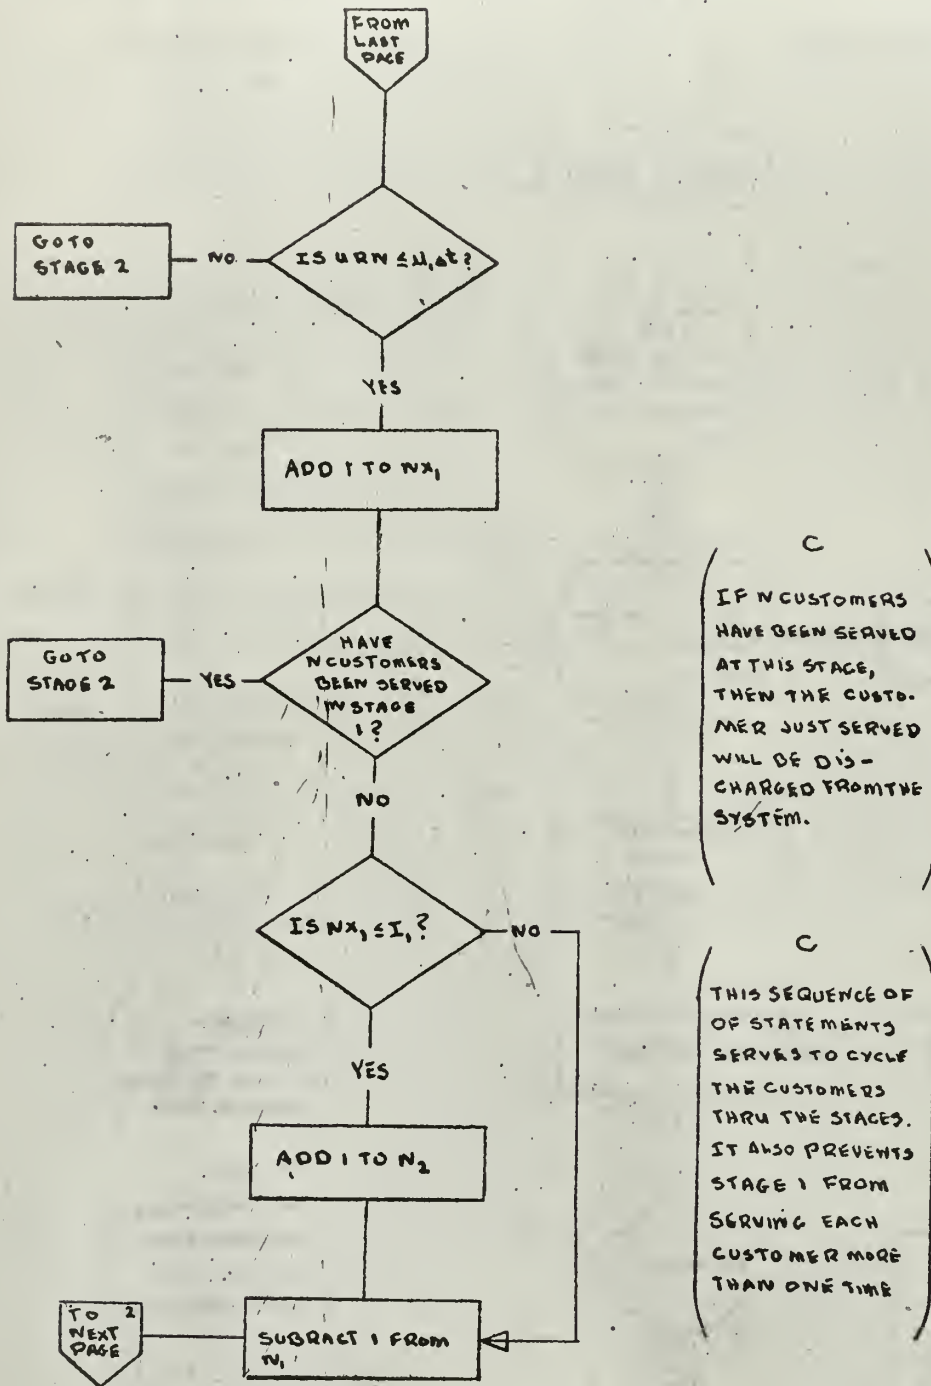 FROM
LAST
PAGE
IS URN ≤ μ₁Δt?
NO
GO TO
STAGE 2
YES
ADD 1 TO NX₁
HAVE
N CUSTOMERS
BEEN SERVED
IN STAGE
1?
YES
GO TO
STAGE 2
NO
IS NX₁ ≤ I₁?
NO
YES
ADD 1 TO N₂
SUBRACT 1 FROM
N₁
TO 2
NEXT
PAGE
C
IF N CUSTOMERS
HAVE BEEN SERVED
AT THIS STAGE,
THEN THE CUSTO-
MER JUST SERVED
WILL BE DIS-
CHARGED FROM THE
SYSTEM.
C
THIS SEQUENCE OF
OF STATEMENTS
SERVES TO CYCLE
THE CUSTOMERS
THRU THE STAGES.
IT ALSO PREVENTS
STAGE 1 FROM
SERVING EACH
CUSTOMER MORE
THAN ONE TIME